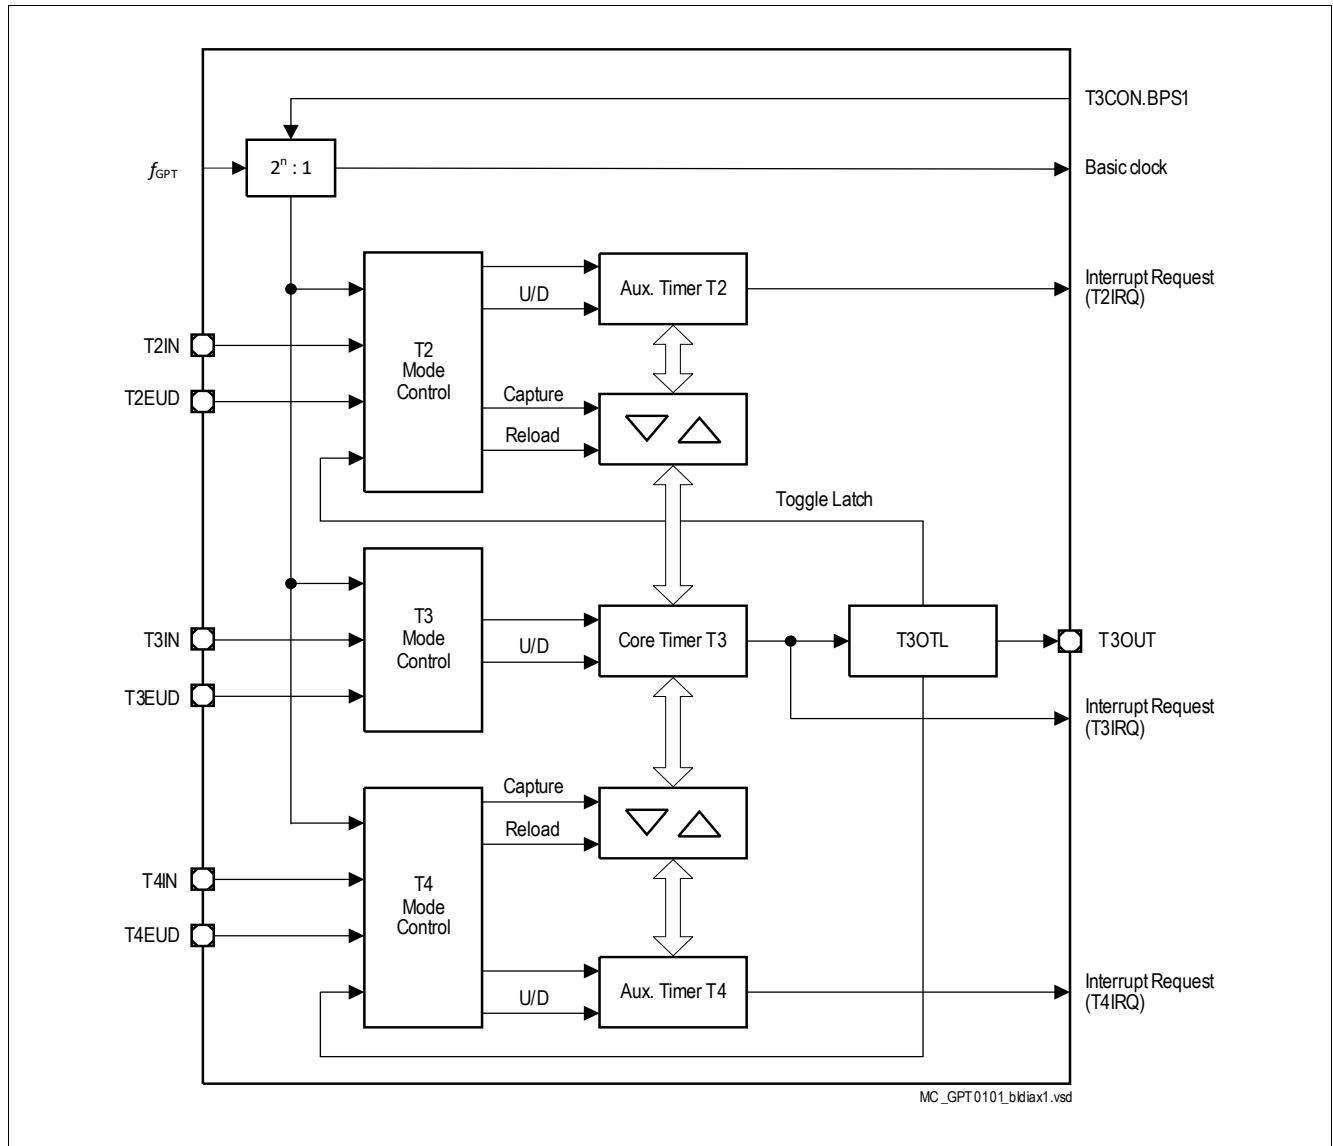 T3CON.BPS1
fGPT
2ⁿ : 1
Basic clock
Aux. Timer T2
U/D
Interrupt Request
(T2IRQ)
T2IN
T2
Mode
Control
T2EUD
Capture
Reload
Toggle Latch
T3
Mode
Control
T3IN
U/D
Core Timer T3
T3OTL
T3OUT
T3EUD
Interrupt Request
(T3IRQ)
Capture
Reload
T4IN
T4
Mode
Control
T4EUD
U/D
Aux. Timer T4
Interrupt Request
(T4IRQ)
MC_GPT0101_bldiax1.vsd